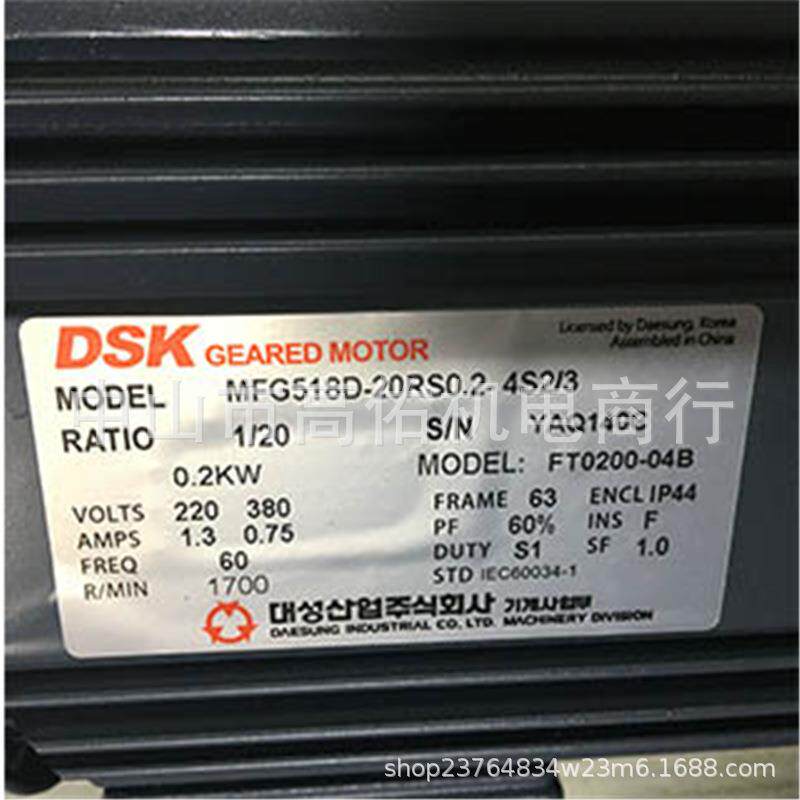 DSK GEARED MOTOR
Licensed by Daesung, Korea
Assembled in China
MODEL MFG518D-20RS0.2-4S2/3
RATIO 1/20 S/N YAQ1403
0.2KW MODEL: FT0200-04B
VOLTS 220 380 FRAME 63 ENCL IP44
AMPS 1.3 0.75 PF 60% INS F
FREQ 60 DUTY S1 SF 1.0
R/MIN 1700 STD IEC60034-1
대성산업주식회사 기계사업부
DAESUNG INDUSTRIAL CO., LTD. MACHINERY DIVISION
中山市高佑机电商行
shop23764834w23m6.1688.com